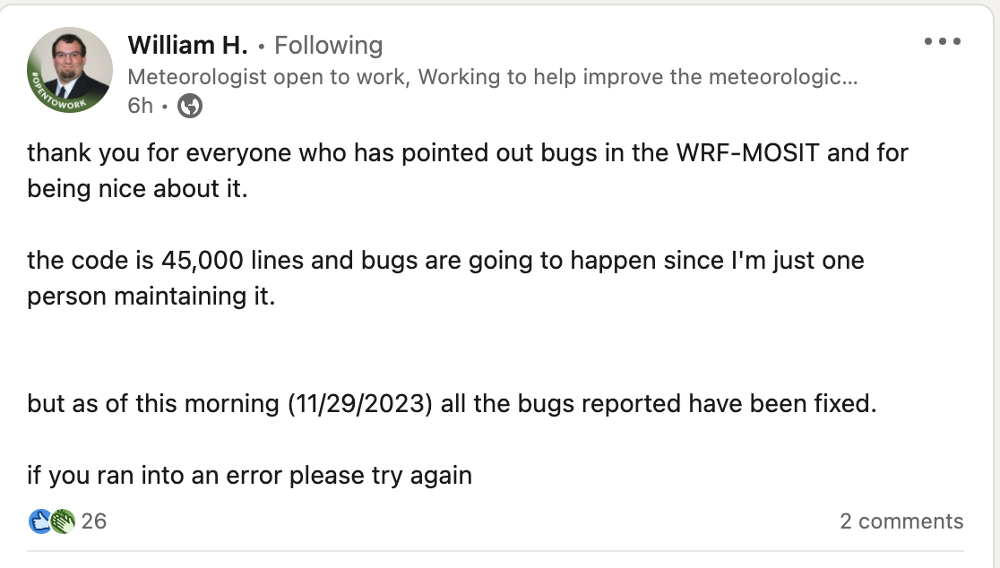 William H. • Following
Meteorologist open to work, Working to help improve the meteorologic...
6h •
#OPENTOWORK
thank you for everyone who has pointed out bugs in the WRF-MOSIT and for
being nice about it.
the code is 45,000 lines and bugs are going to happen since I'm just one
person maintaining it.
but as of this morning (11/29/2023) all the bugs reported have been fixed.
if you ran into an error please try again
26 2 comments